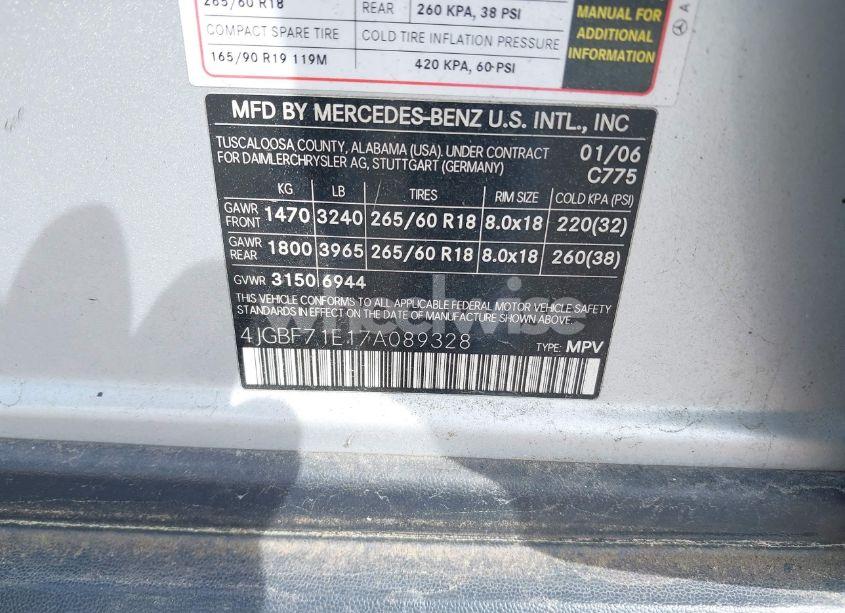 265/60 R18 REAR 260 KPA, 38 PSI
COMPACT SPARE TIRE COLD TIRE INFLATION PRESSURE
165/90 R19 119M 420 KPA, 60 PSI
MANUAL FOR
ADDITIONAL
INFORMATION
A
MFD BY MERCEDES-BENZ U.S. INTL., INC
TUSCALOOSA COUNTY, ALABAMA (USA). UNDER CONTRACT 01/06
FOR DAIMLERCHRYSLER AG, STUTTGART (GERMANY) C775
KG LB TIRES RIM SIZE COLD KPA (PSI)
GAWR FRONT 1470 3240 265/60 R18 8.0x18 220(32)
GAWR REAR 1800 3965 265/60 R18 8.0x18 260(38)
GVWR 3150 6944
THIS VEHICLE CONFORMS TO ALL APPLICABLE FEDERAL MOTOR VEHICLE SAFETY
STANDARDS IN EFFECT ON THE DATE OF MANUFACTURE SHOWN ABOVE.
4JGBF71E17A089328 TYPE: MPV
wheelwise